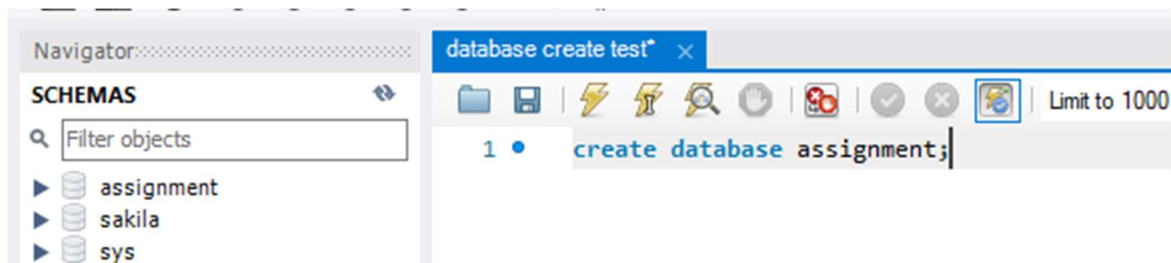 Navigator
SCHEMAS
Filter objects
assignment
sakila
sys
database create test*
Limit to 1000
1
create database assignment;